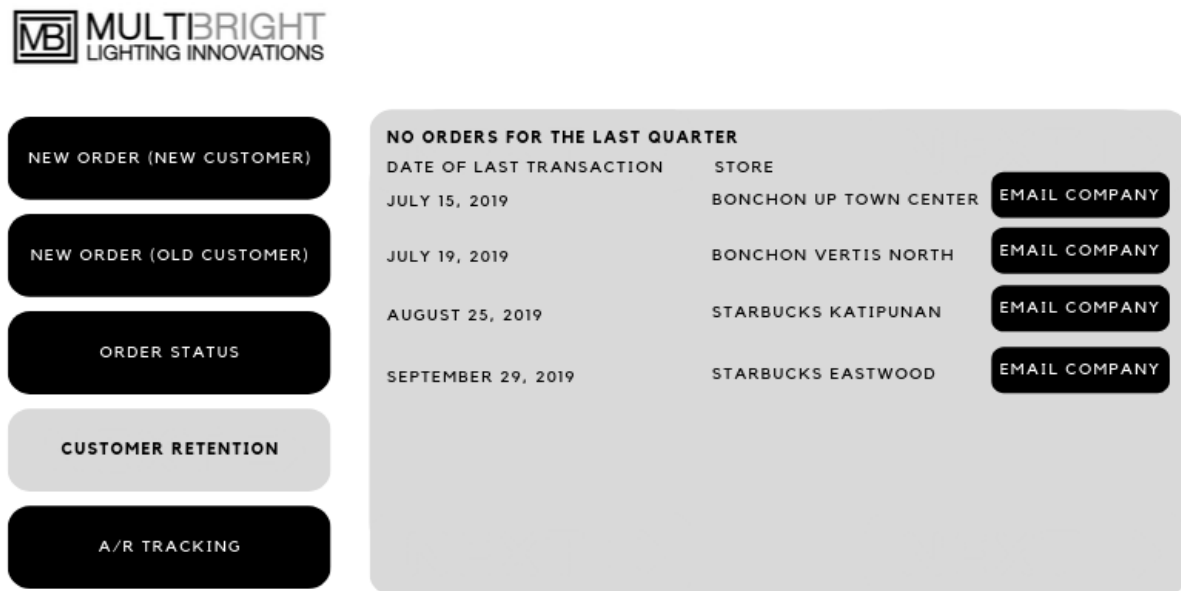 MBI MULTIBRIGHT
LIGHTING INNOVATIONS
NEW ORDER (NEW CUSTOMER)
NEW ORDER (OLD CUSTOMER)
ORDER STATUS
CUSTOMER RETENTION
A/R TRACKING
NO ORDERS FOR THE LAST QUARTER
DATE OF LAST TRANSACTION STORE
JULY 15, 2019 BONCHON UP TOWN CENTER EMAIL COMPANY
JULY 19, 2019 BONCHON VERTIS NORTH EMAIL COMPANY
AUGUST 25, 2019 STARBUCKS KATIPUNAN EMAIL COMPANY
SEPTEMBER 29, 2019 STARBUCKS EASTWOOD EMAIL COMPANY